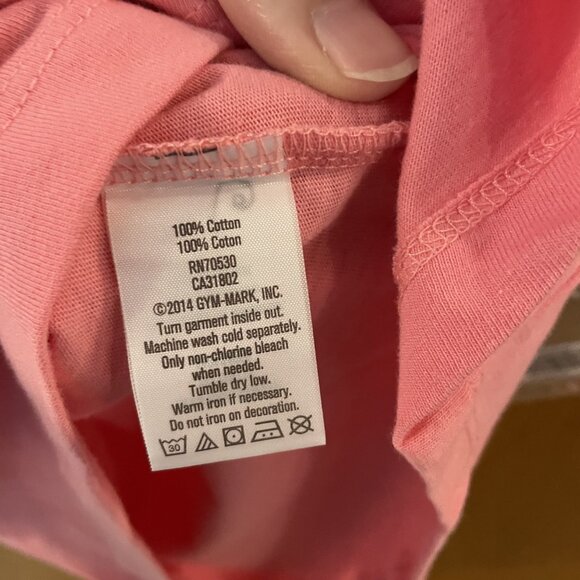 100% Cotton
100% Coton
RN70530
CA31802
©2014 GYM-MARK, INC.
Turn garment inside out.
Machine wash cold separately.
Only non-chlorine bleach
when needed.
Tumble dry low.
Warm iron if necessary.
Do not iron on decoration.
30